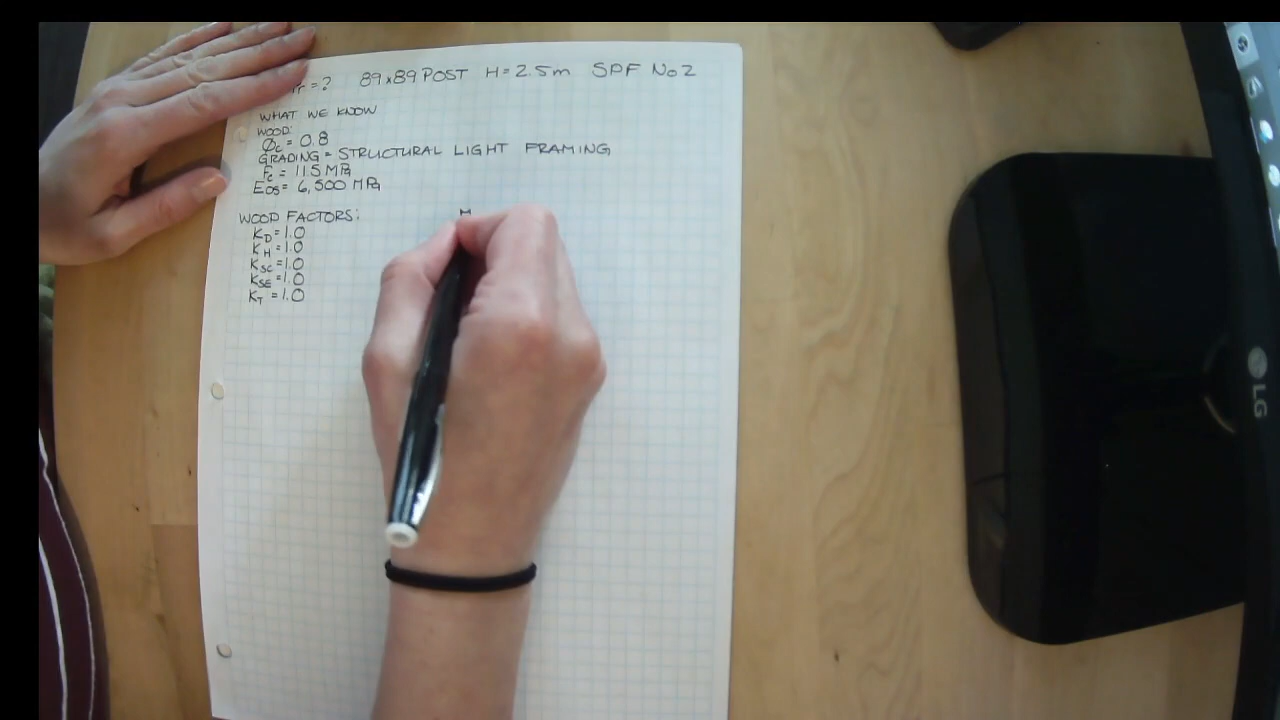 r = ? 89x89 POST H = 2.5m SPF No 2
WHAT WE KNOW
WOOD:
Øc = 0.8
GRADING = STRUCTURAL LIGHT FRAMING
Fc = 11.5 MPa
E05 = 6,500 MPa
WOOD FACTORS:
KD = 1.0
KH = 1.0
KSC = 1.0
KSE = 1.0
KT = 1.0
LG